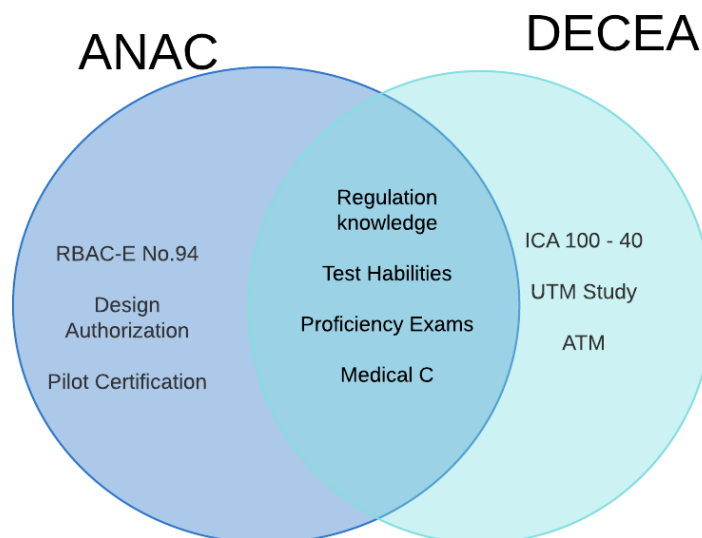 ANAC
DECEA
RBAC-E No.94
Design
Authorization
Pilot Certification
Regulation
knowledge
Test Habilities
Proficiency Exams
Medical C
ICA 100 - 40
UTM Study
ATM